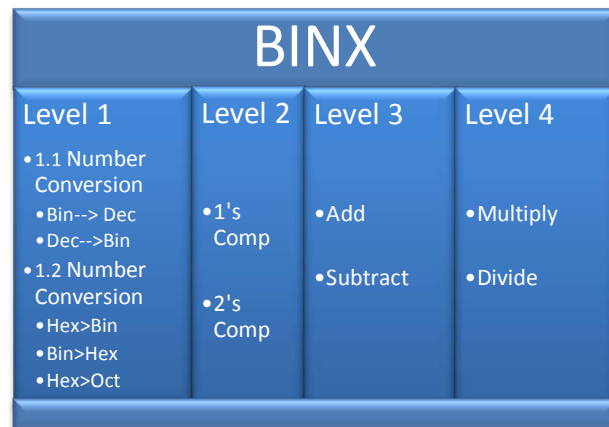 BINX
Level 1
•1.1 Number
Conversion
•Bin--> Dec
•Dec-->Bin
•1.2 Number
Conversion
•Hex>Bin
•Bin>Hex
•Hex>Oct
Level 2
•1's
Comp
•2's
Comp
Level 3
•Add
•Subtract
Level 4
•Multiply
•Divide